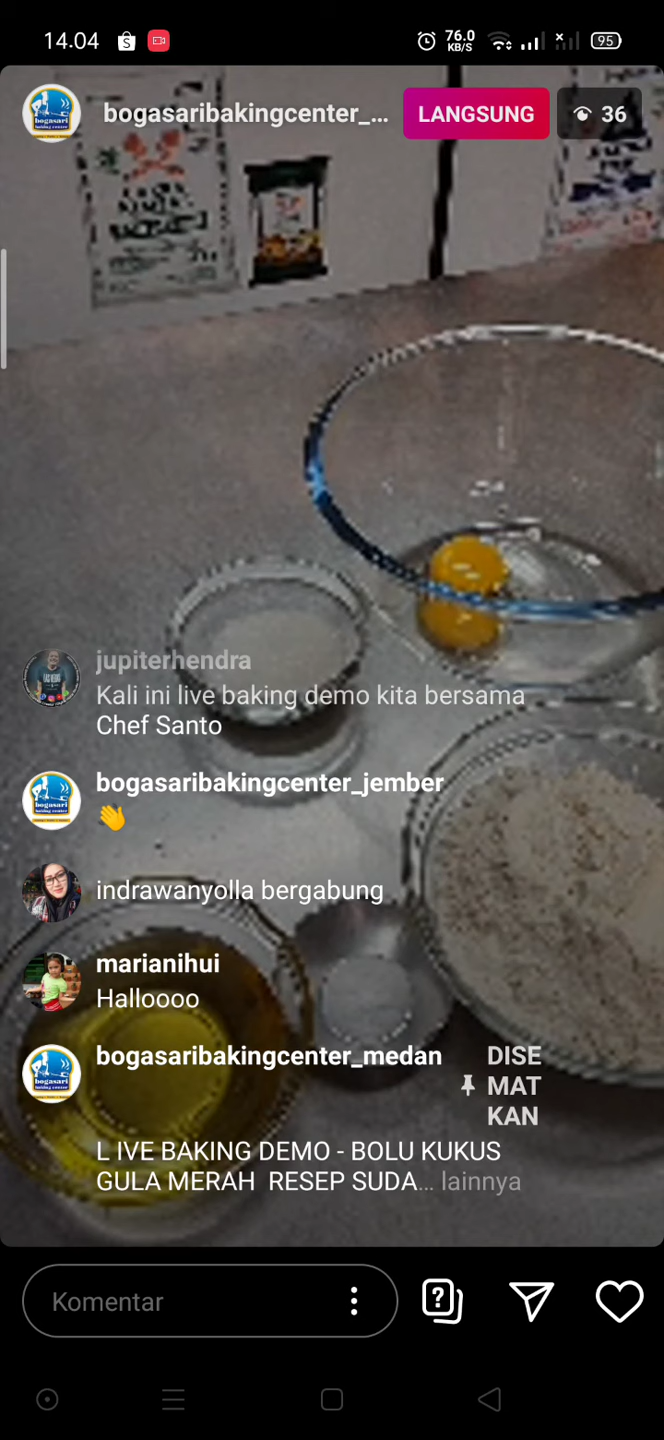 14.04
76.0
KB/S
95
bogasaribakingcenter_...
LANGSUNG
36
jupiterhendra
Kali ini live baking demo kita bersama
Chef Santo
bogasaribakingcenter_jember
👋
indrawanyolla bergabung
marianihui
Halloooo
bogasaribakingcenter_medan
DISE
MAT
KAN
L IVE BAKING DEMO - BOLU KUKUS
GULA MERAH  RESEP SUDA... lainnya
Komentar